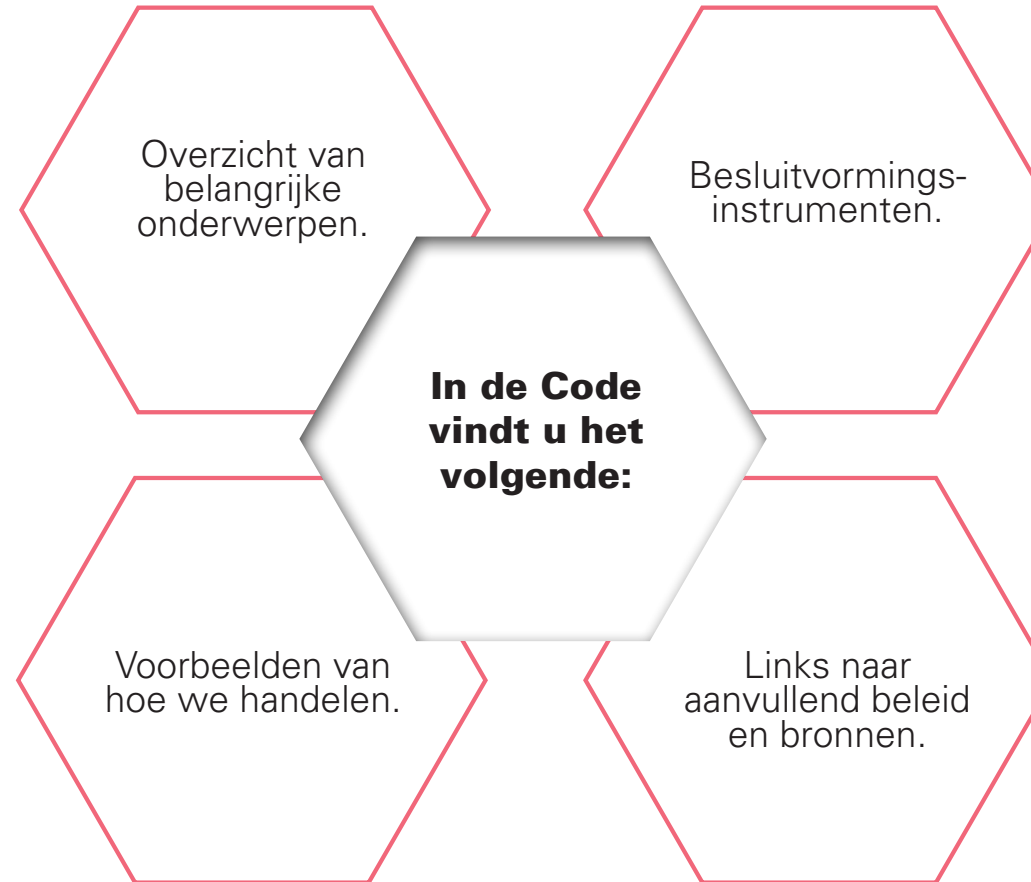 Overzicht van
belangrijke
onderwerpen.
Besluitvormings-
instrumenten.
In de Code
vindt u het
volgende:
Voorbeelden van
hoe we handelen.
Links naar
aanvullend beleid
en bronnen.